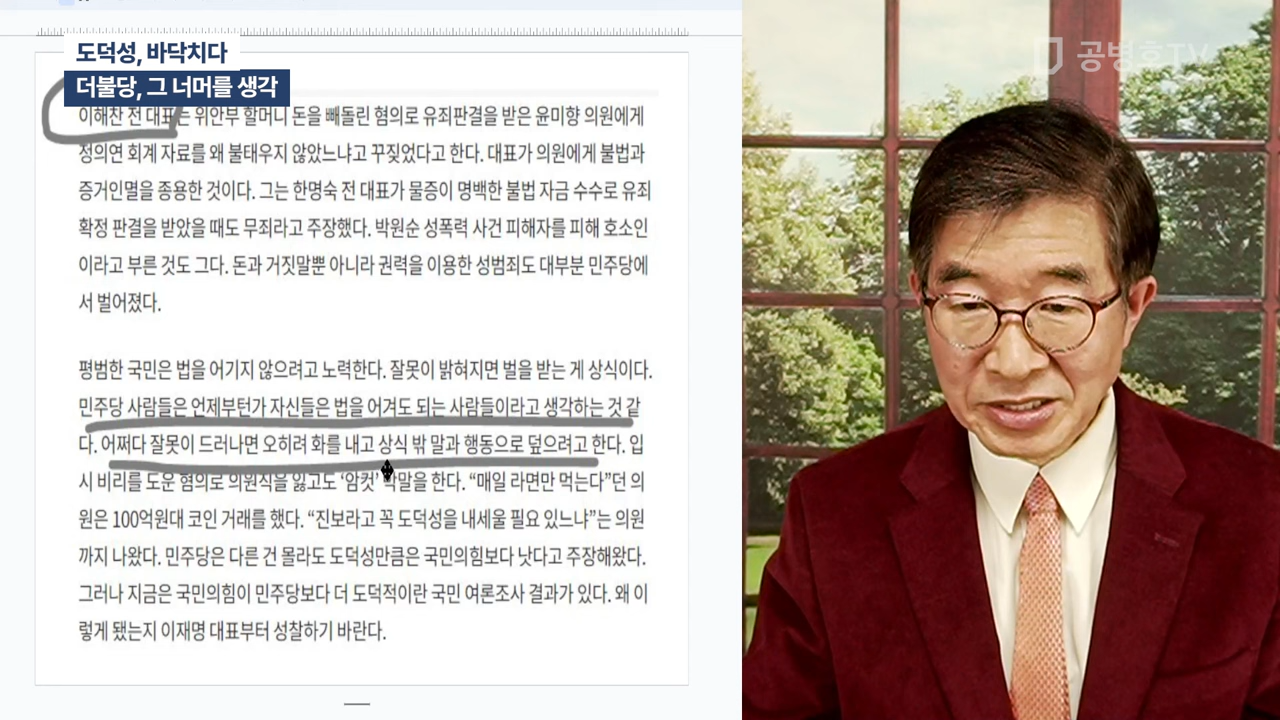 도덕성, 바닥치다
더불당, 그 너머를 생각
공병호TV
이해찬 전 대표는 위안부 할머니 돈을 빼돌린 혐의로 유죄판결을 받은 윤미향 의원에게
정의연 회계 자료를 왜 불태우지 않았느냐고 꾸짖었다고 한다. 대표가 의원에게 불법과
증거인멸을 종용한 것이다. 그는 한명숙 전 대표가 물증이 명백한 불법 자금 수수로 유죄
확정 판결을 받았을 때도 무죄라고 주장했다. 박원순 성폭력 사건 피해자를 피해 호소인
이라고 부른 것도 그다. 돈과 거짓말뿐 아니라 권력을 이용한 성범죄도 대부분 민주당에
서 벌어졌다.
평범한 국민은 법을 어기지 않으려고 노력한다. 잘못이 밝혀지면 벌을 받는 게 상식이다.
민주당 사람들은 언제부턴가 자신들은 법을 어겨도 되는 사람들이라고 생각하는 것 같
다. 어쩌다 잘못이 드러나면 오히려 화를 내고 상식 밖 말과 행동으로 덮으려고 한다. 입
시 비리를 도운 혐의로 의원직을 잃고도 ‘암컷’ 막말을 한다. “매일 라면만 먹는다”던 의
원은 100억원대 코인 거래를 했다. “진보라고 꼭 도덕성을 내세울 필요 있느냐”는 의원
까지 나왔다. 민주당은 다른 건 몰라도 도덕성만큼은 국민의힘보다 낫다고 주장해왔다.
그러나 지금은 국민의힘이 민주당보다 더 도덕적이란 국민 여론조사 결과가 있다. 왜 이
렇게 됐는지 이재명 대표부터 성찰하기 바란다.